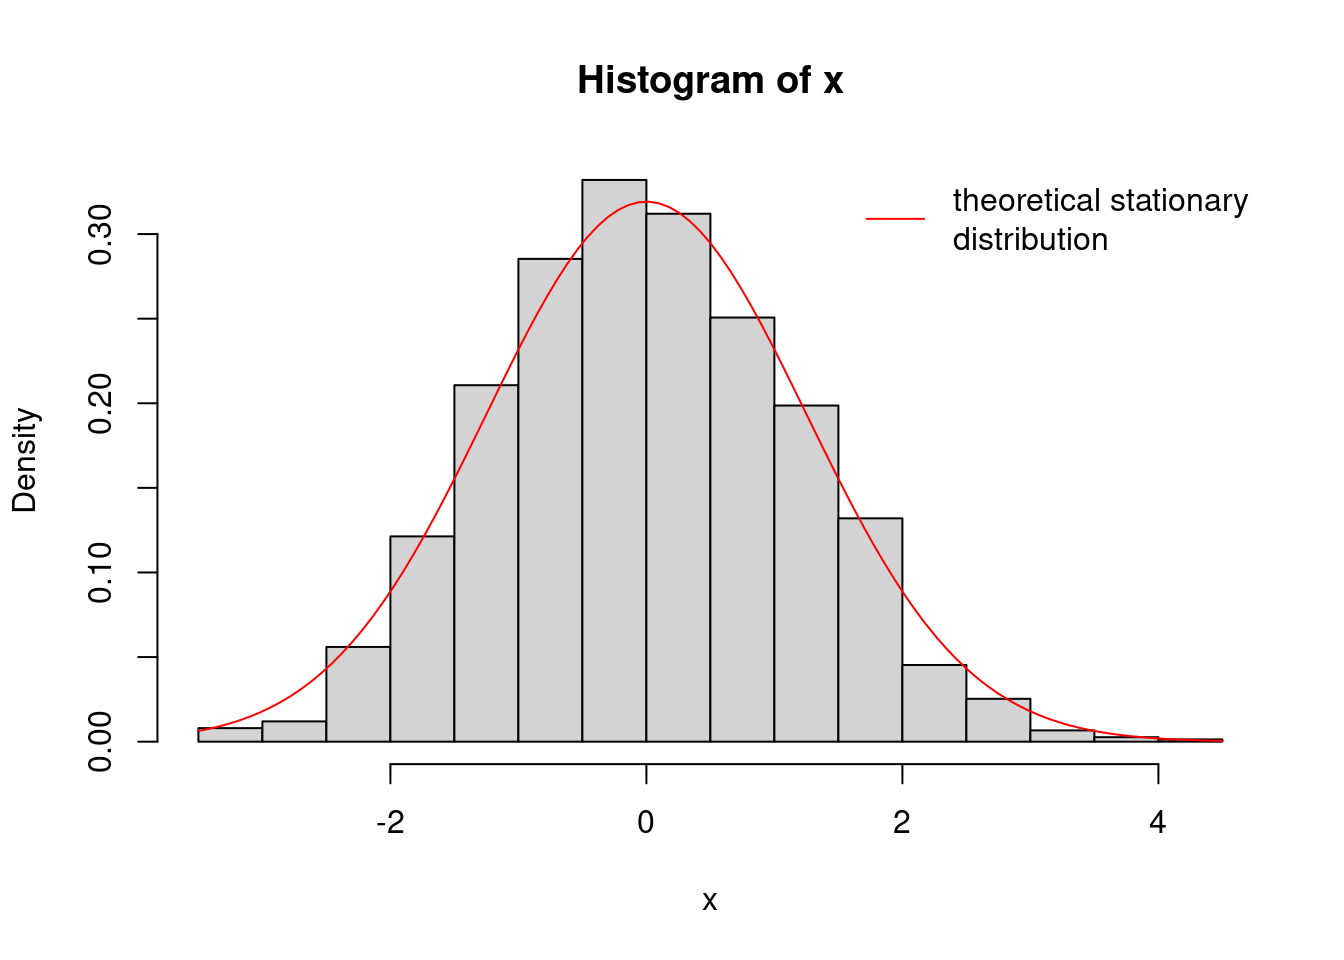 Histogram of x
theoretical stationary
distribution
Density
0.30
0.20
0.10
0.00
-2 0 2 4
x